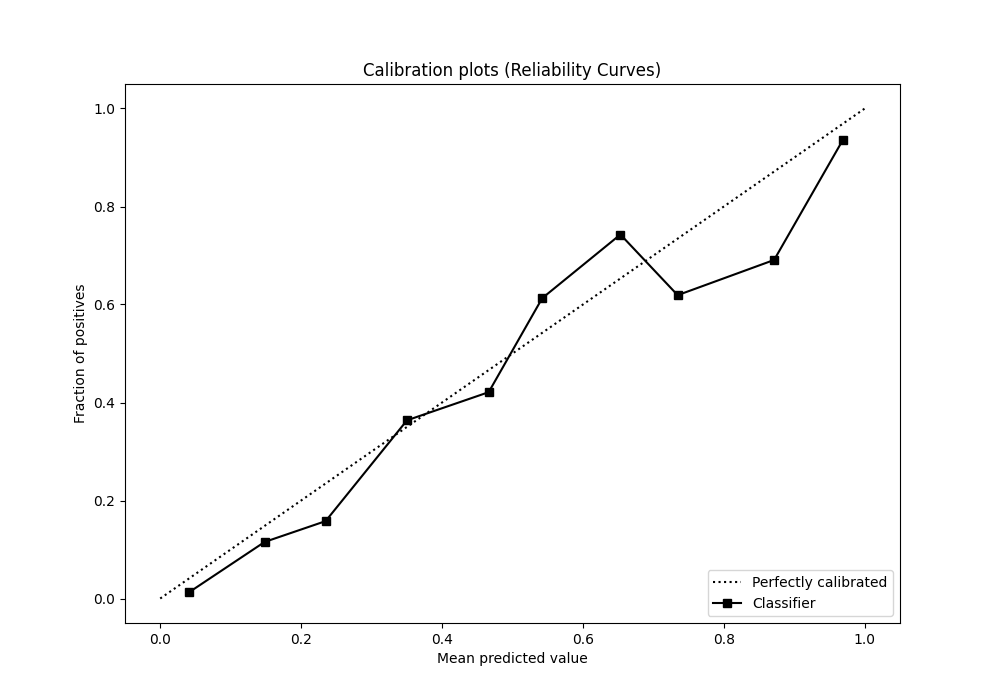 Calibration plots (Reliability Curves)
1.0
0.8
0.6
0.4
0.2
0.0
Fraction of positives
0.0 0.2 0.4 0.6 0.8 1.0
Mean predicted value
Perfectly calibrated
Classifier